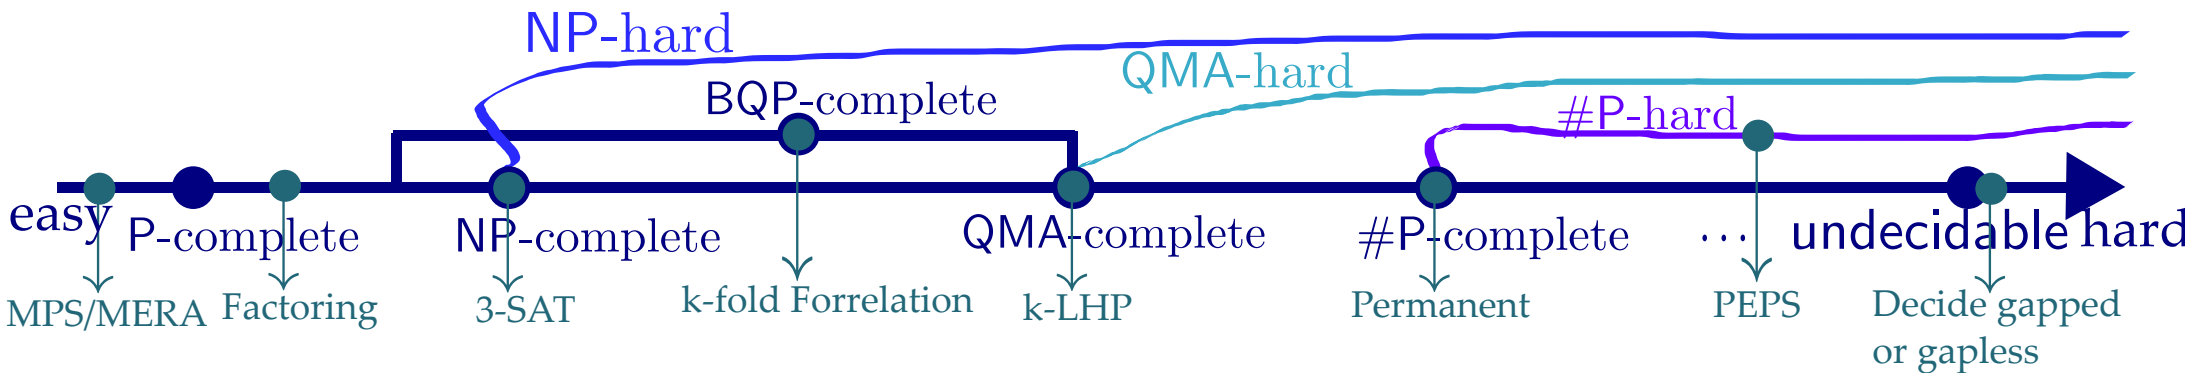 NP-hard
QMA-hard
BQP-complete
#P-hard
easy
P-complete
NP-complete
QMA-complete
#P-complete
...
undecidable
hard
MPS/MERA
Factoring
3-SAT
k-fold Forrelation
k-LHP
Permanent
PEPS
Decide gapped
or gapless